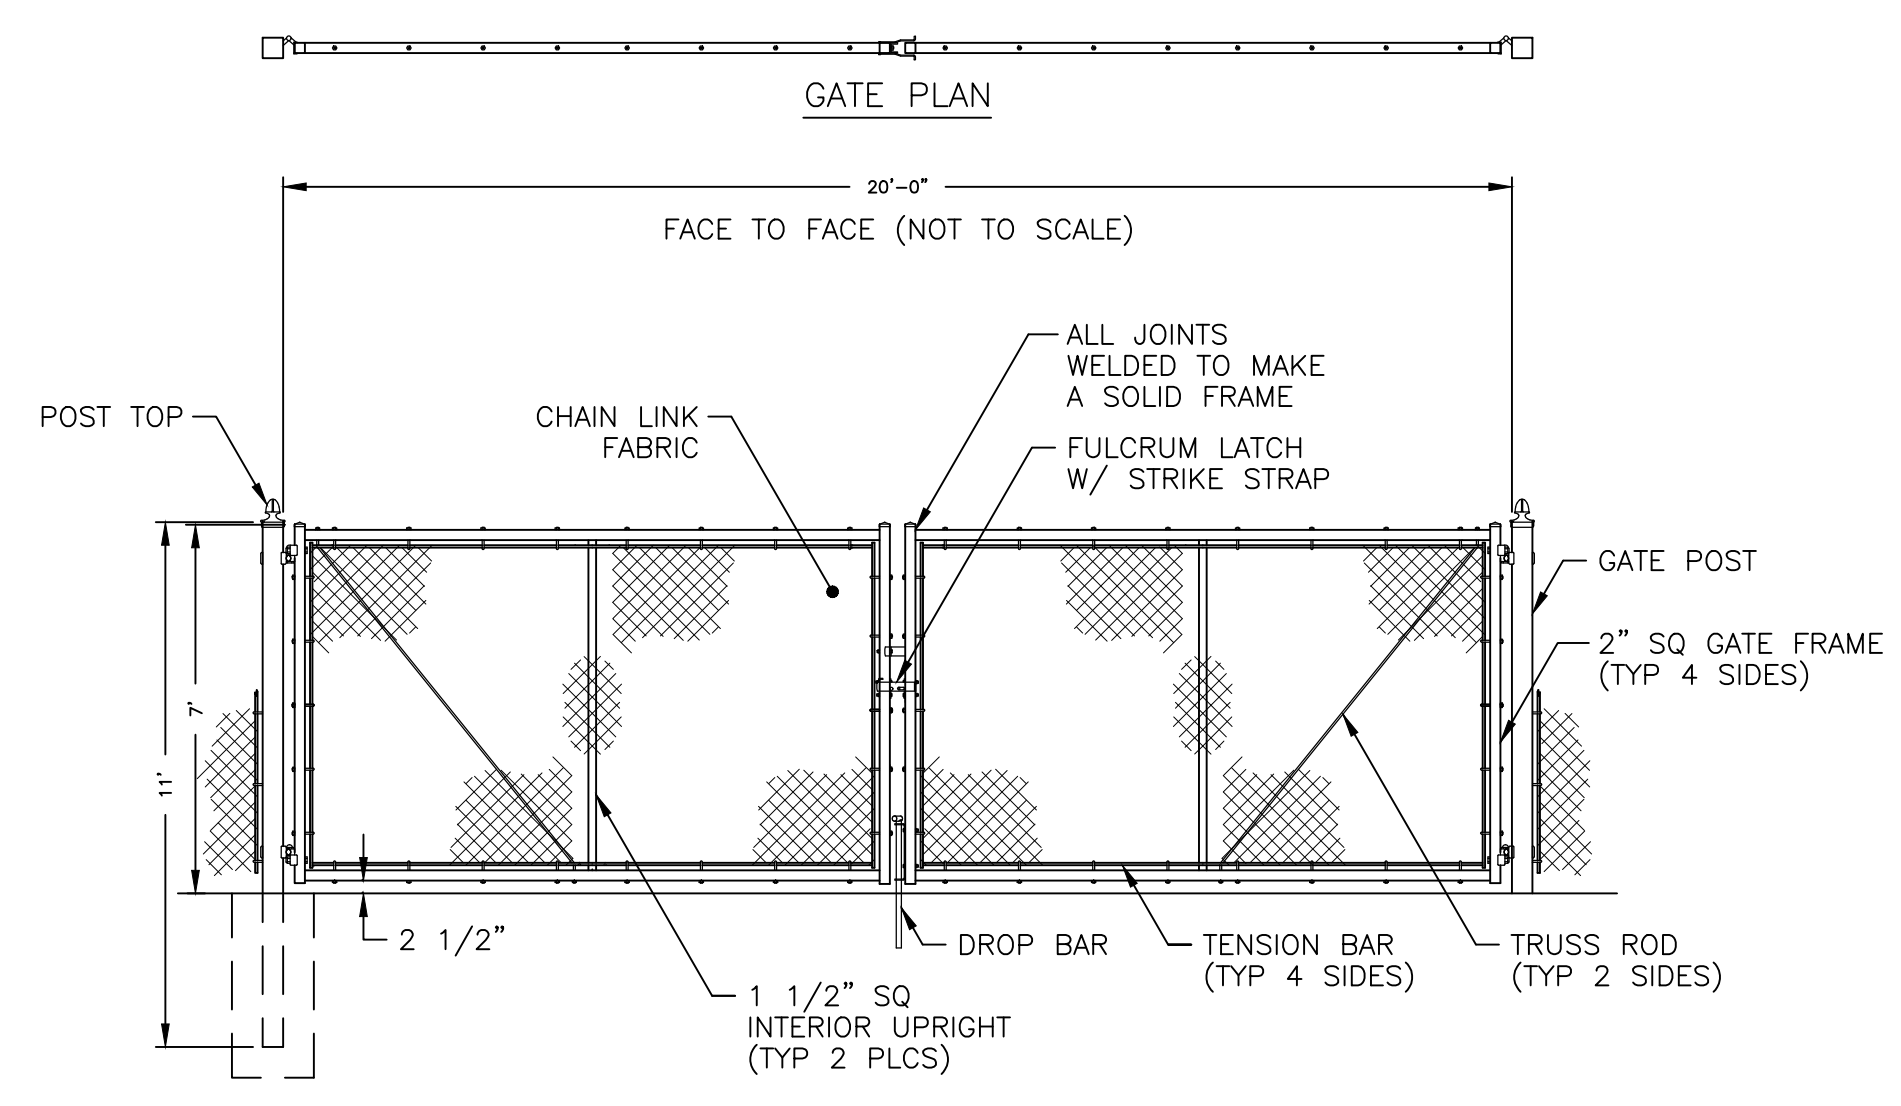 GATE PLAN
20'-0"
FACE TO FACE (NOT TO SCALE)
ALL JOINTS
WELDED TO MAKE
A SOLID FRAME
POST TOP
CHAIN LINK
FABRIC
FULCRUM LATCH
W/ STRIKE STRAP
GATE POST
2" SQ GATE FRAME
(TYP 4 SIDES)
7'
11'
2 1/2"
DROP BAR
TENSION BAR
(TYP 4 SIDES)
TRUSS ROD
(TYP 2 SIDES)
1 1/2" SQ
INTERIOR UPRIGHT
(TYP 2 PLCS)